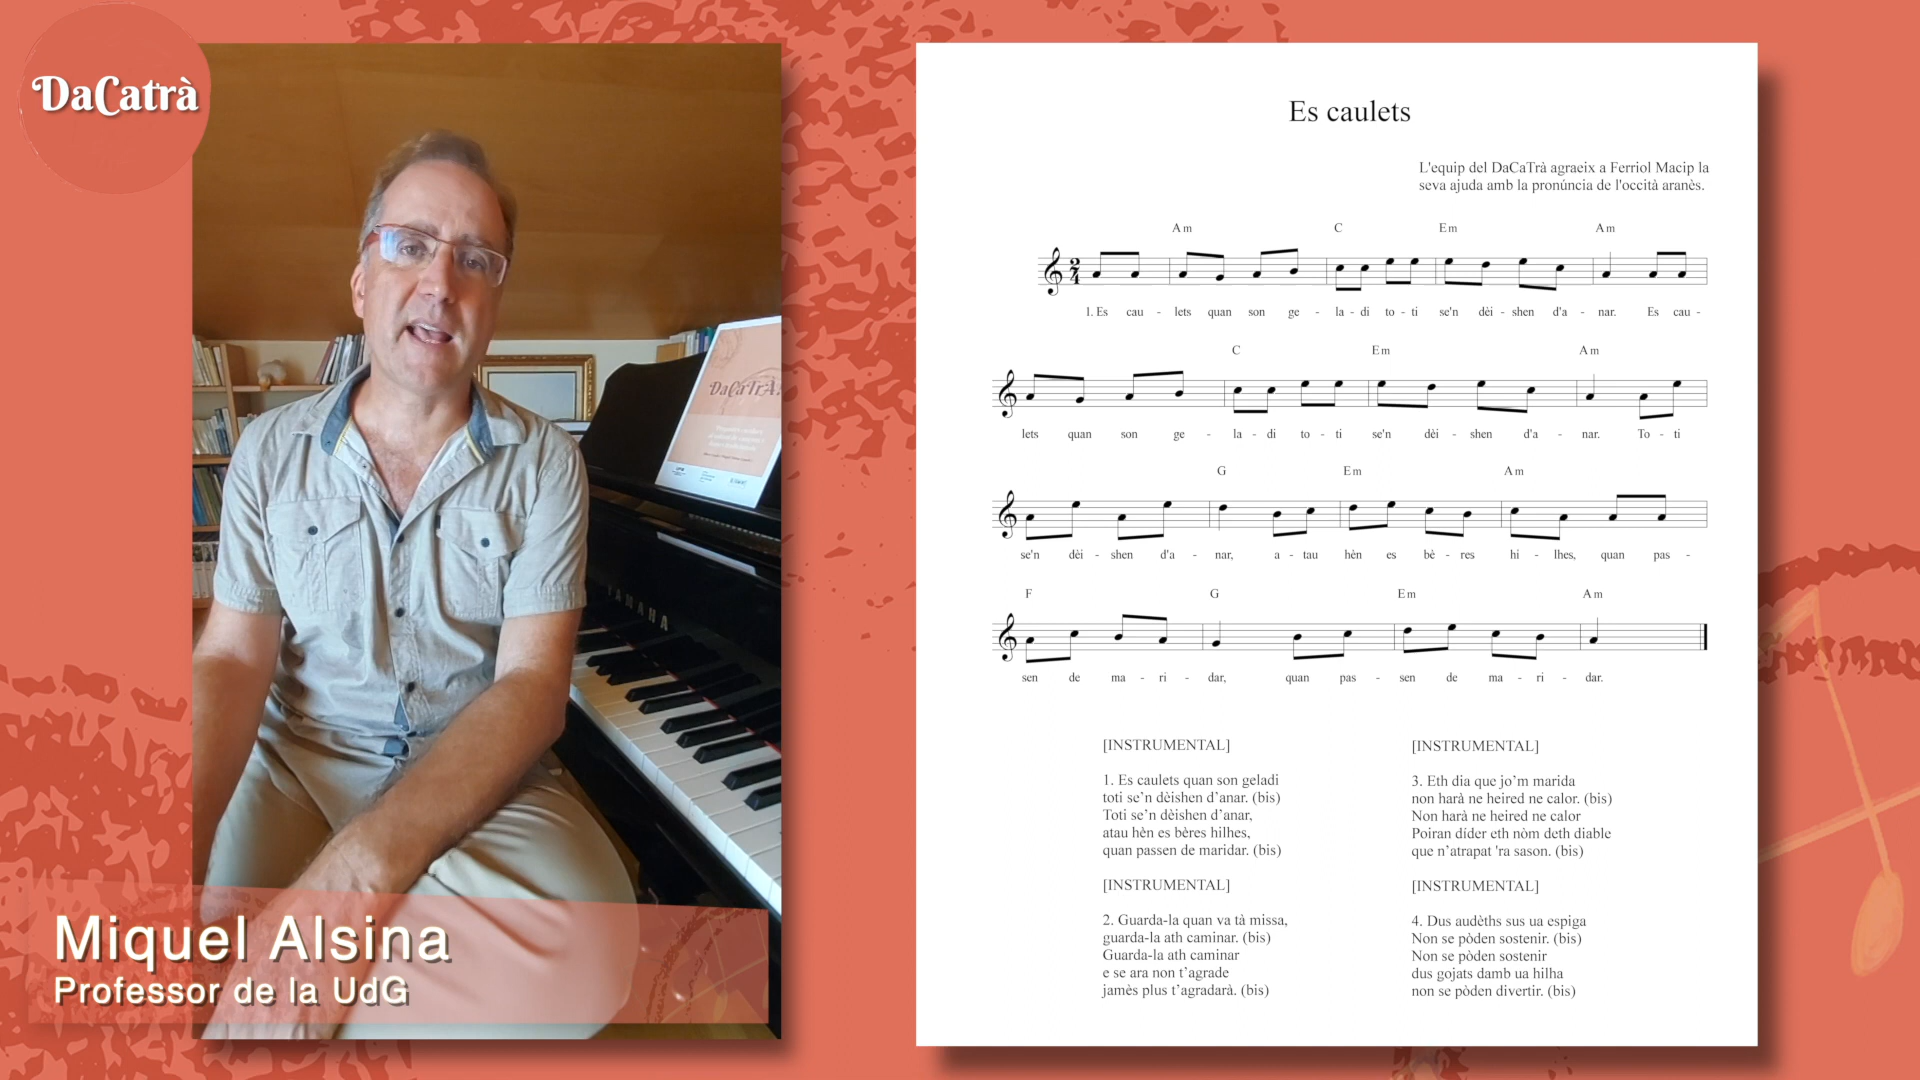 DaCatrà
DaCaTRÀ
YAMAHA
Miquel Alsina
Professor de la UdG
Es caulets
L'equip del DaCaTrà agraeix a Ferriol Macip la
seva ajuda amb la pronúncia de l'occità aranès.
Am C Em Am
2
4
1. Es cau - lets quan son ge - la - di to - ti se'n dèi - shen d'a - nar. Es cau -
C Em Am
lets quan son ge - la - di to - ti se'n dèi - shen d'a - nar. To - ti
G Em Am
se'n dèi - shen d'a - nar, a - tau hèn es bè - res hi - lhes, quan pas -
F G Em Am
sen de ma - ri - dar, quan pas - sen de ma - ri - dar.
[INSTRUMENTAL]
1. Es caulets quan son geladi
toti se’n dèishen d’anar. (bis)
Toti se’n dèishen d’anar,
atau hèn es bères hilhes,
quan passen de maridar. (bis)
[INSTRUMENTAL]
2. Guarda-la quan va tà missa,
guarda-la ath caminar. (bis)
Guarda-la ath caminar
e se ara non t’agrade
jamès plus t’agradarà. (bis)
[INSTRUMENTAL]
3. Eth dia que jo’m marida
non harà ne heired ne calor. (bis)
Non harà ne heired ne calor
Poiran díder eth nòm deth diable
que n’atrapat 'ra sason. (bis)
[INSTRUMENTAL]
4. Dus audèths sus ua espiga
Non se pòden sostenir. (bis)
Non se pòden sostenir
dus gojats damb ua hilha
non se pòden divertir. (bis)